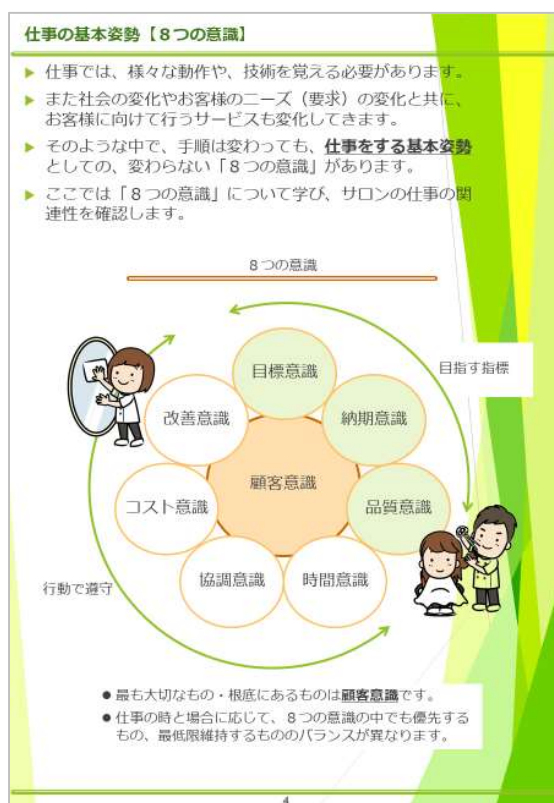 仕事の基本姿勢【８つの意識】
▶ 仕事では、様々な動作や、技術を覚える必要があります。
▶ また社会の変化やお客様のニーズ（要求）の変化と共に、
お客様に向けて行うサービスも変化してきます。
▶ そのような中で、手順は変わっても、仕事をする基本姿勢
としての、変わらない「８つの意識」があります。
▶ ここでは「８つの意識」について学び、サロンの仕事の関
連性を確認します。
８つの意識
目指す指標
目標意識
改善意識
納期意識
顧客意識
コスト意識
品質意識
協調意識
時間意識
行動で遵守
● 最も大切なもの・根底にあるものは顧客意識です。
● 仕事の時と場合に応じて、８つの意識の中でも優先する
もの、最低限維持するもののバランスが異なります。
4